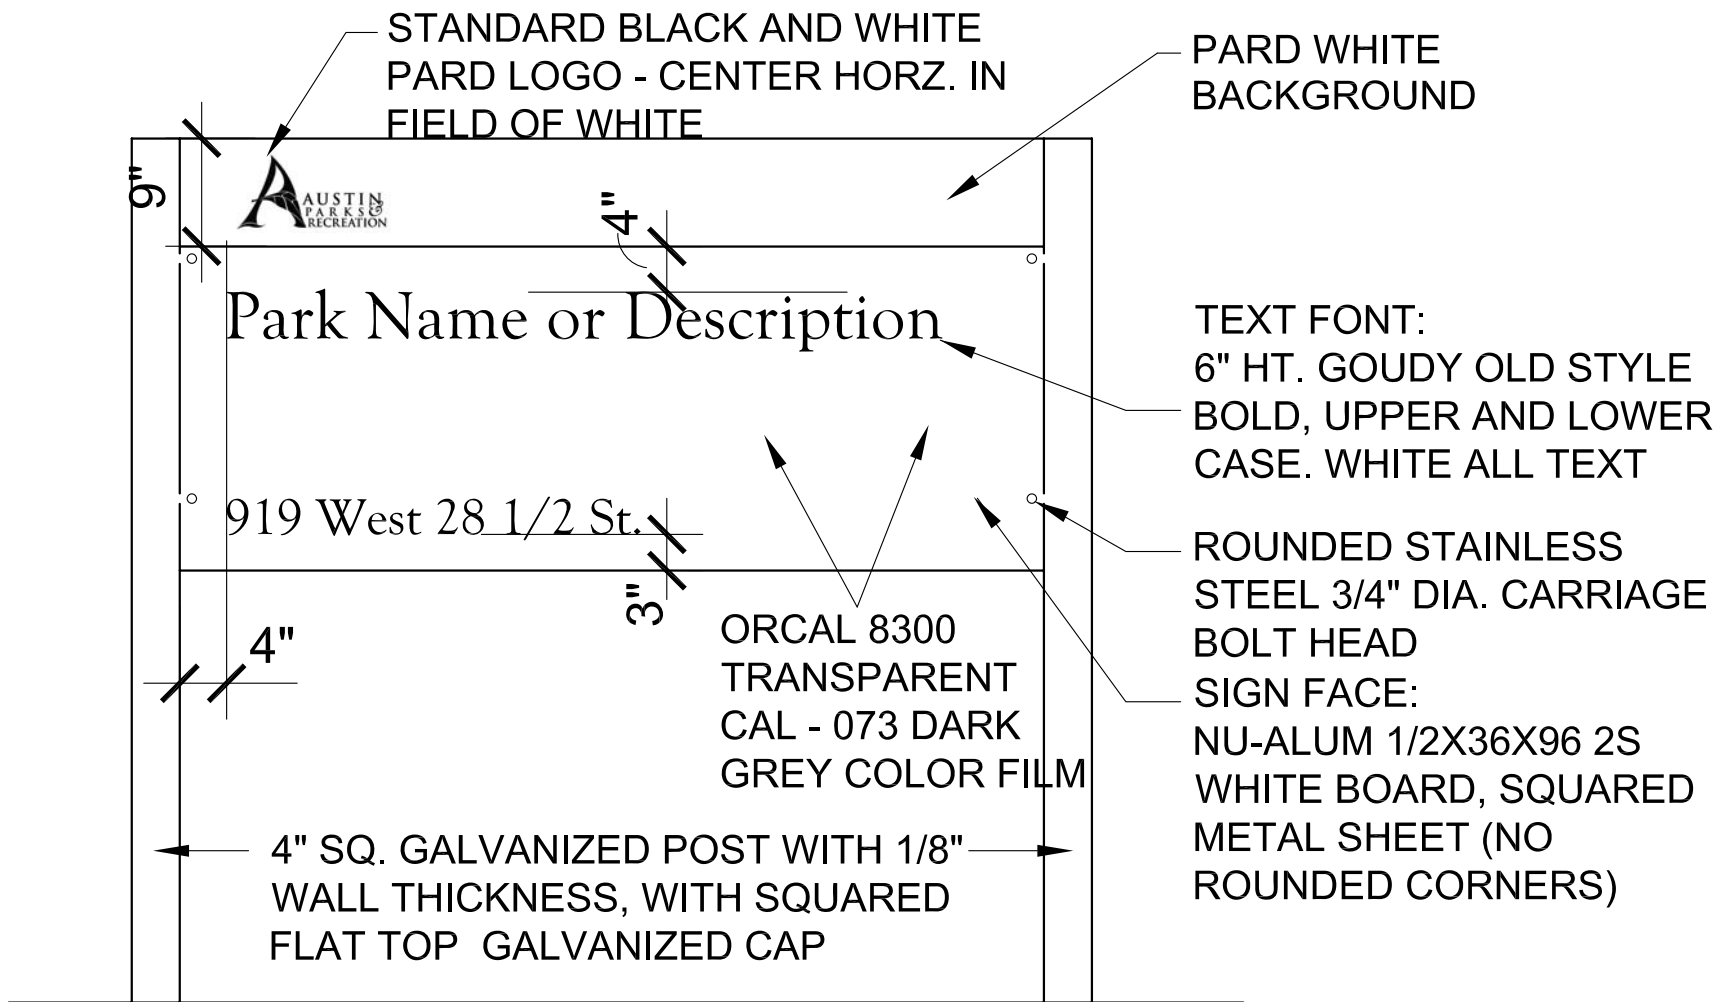 STANDARD BLACK AND WHITE
PARD LOGO - CENTER HORZ. IN
FIELD OF WHITE
PARD WHITE
BACKGROUND
9"
AUSTIN
PARKS &
RECREATION
4"
Park Name or Description
TEXT FONT:
6" HT. GOUDY OLD STYLE
BOLD, UPPER AND LOWER
CASE. WHITE ALL TEXT
919 West 28 1/2 St.
3"
4"
ROUNDED STAINLESS
STEEL 3/4" DIA. CARRIAGE
BOLT HEAD
ORCAL 8300
TRANSPARENT
CAL - 073 DARK
GREY COLOR FILM
SIGN FACE:
NU-ALUM 1/2X36X96 2S
WHITE BOARD, SQUARED
METAL SHEET (NO
ROUNDED CORNERS)
4" SQ. GALVANIZED POST WITH 1/8"
WALL THICKNESS, WITH SQUARED
FLAT TOP GALVANIZED CAP